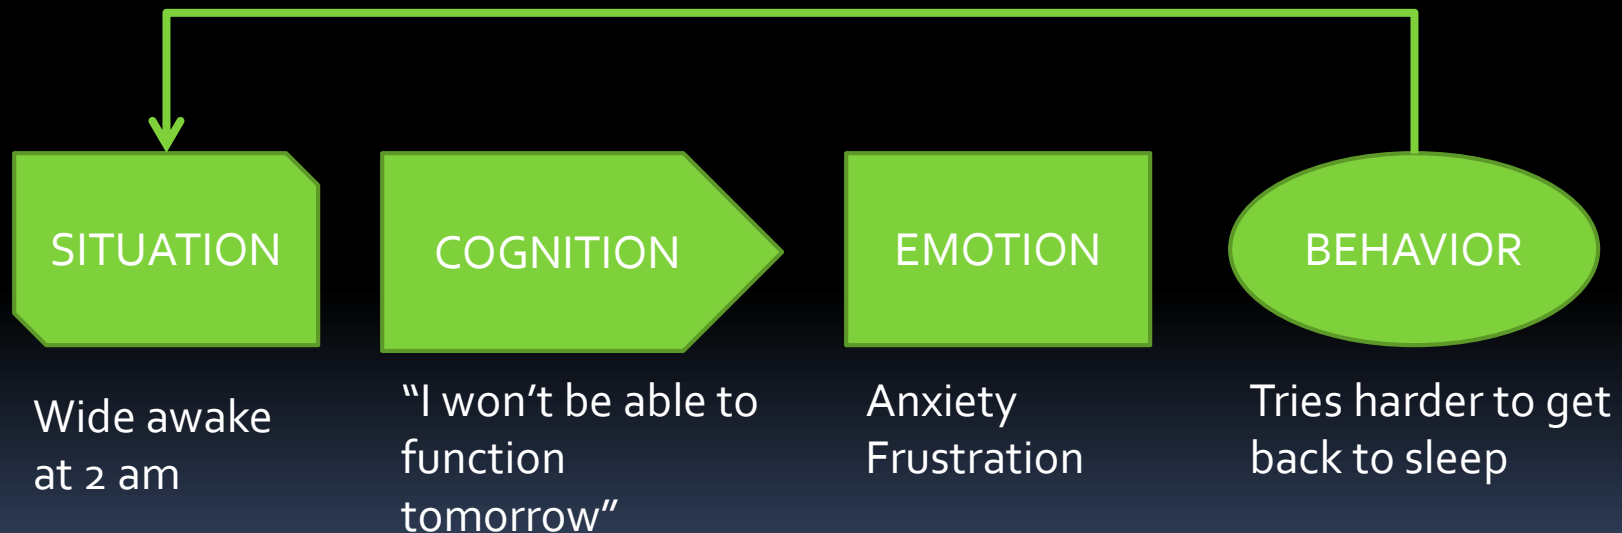 SITUATION
COGNITION
EMOTION
BEHAVIOR
Wide awake
at 2 am
“I won’t be able to
function
tomorrow”
Anxiety
Frustration
Tries harder to get
back to sleep